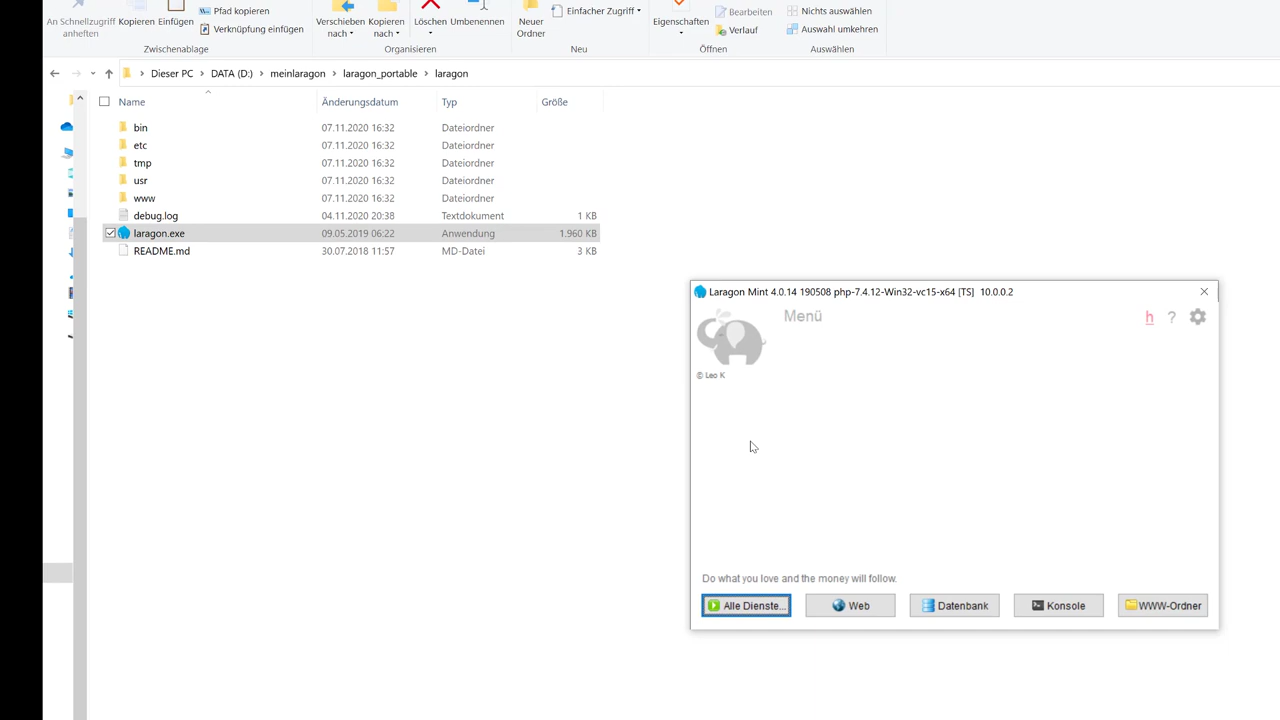 An Schnellzugriff
anheften
Kopieren
Einfügen
Pfad kopieren
Verknüpfung einfügen
Zwischenablage
Verschieben
nach
Kopieren
nach
Löschen
Umbenennen
Organisieren
Neuer
Ordner
Einfacher Zugriff
Neu
Eigenschaften
Bearbeiten
Verlauf
Öffnen
Nichts auswählen
Auswahl umkehren
Auswählen
Dieser PC > DATA (D:) > meinlaragon > laragon_portable > laragon
Name Änderungsdatum Typ Größe
bin 07.11.2020 16:32 Dateiordner
etc 07.11.2020 16:32 Dateiordner
tmp 07.11.2020 16:32 Dateiordner
usr 07.11.2020 16:32 Dateiordner
www 07.11.2020 16:32 Dateiordner
debug.log 04.11.2020 20:38 Textdokument 1 KB
laragon.exe 09.05.2019 06:22 Anwendung 1.960 KB
README.md 30.07.2018 11:57 MD-Datei 3 KB
Laragon Mint 4.0.14 190508 php-7.4.12-Win32-vc15-x64 [TS] 10.0.0.2
Menü
h ?
© Leo K
Do what you love and the money will follow.
Alle Dienste... Web Datenbank Konsole WWW-Ordner